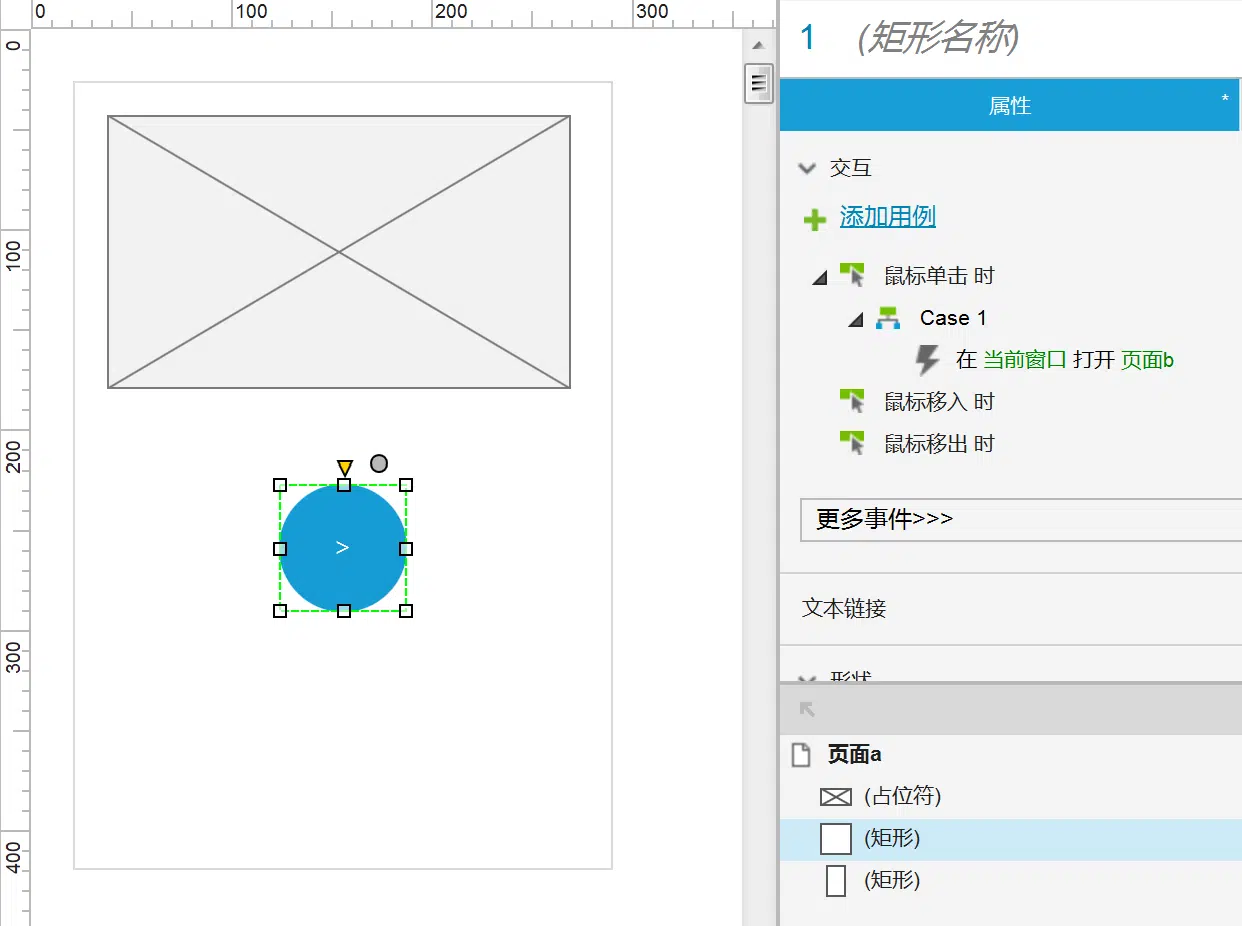 0 100 200 300
0
100
200
300
400
>
1 (矩形名称)
属性 *
交互
添加用例
鼠标单击 时
Case 1
在 当前窗口 打开 页面b
鼠标移入 时
鼠标移出 时
更多事件>>>
文本链接
形状
页面a
(占位符)
(矩形)
(矩形)